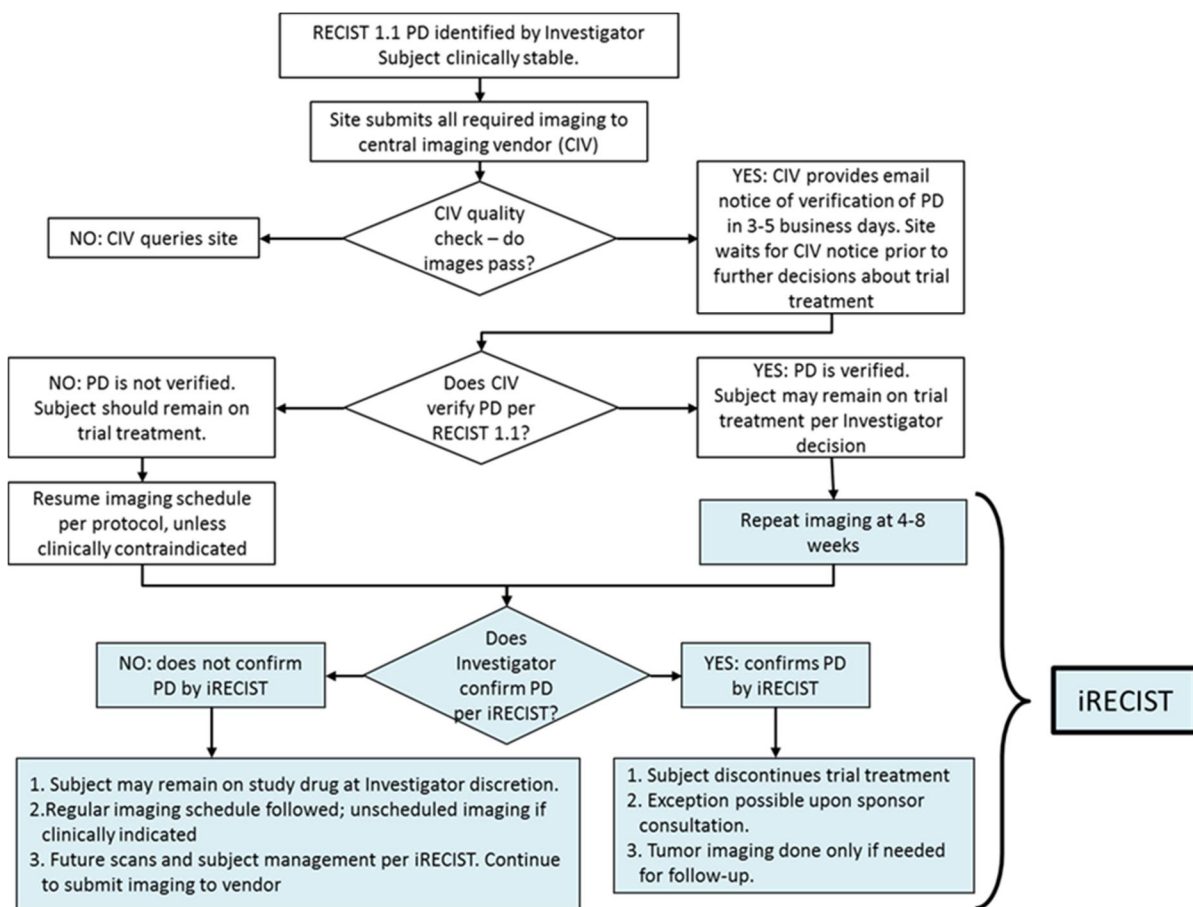 RECIST 1.1 PD identified by Investigator
Subject clinically stable.
Site submits all required imaging to
central imaging vendor (CIV)
NO: CIV queries site
CIV quality
check – do
images pass?
YES: CIV provides email
notice of verification of PD
in 3-5 business days. Site
waits for CIV notice prior to
further decisions about trial
treatment
NO: PD is not verified.
Subject should remain on
trial treatment.
Does CIV
verify PD per
RECIST 1.1?
YES: PD is verified.
Subject may remain on trial
treatment per Investigator
decision
Resume imaging schedule
per protocol, unless
clinically contraindicated
Repeat imaging at 4-8
weeks
NO: does not confirm
PD by iRECIST
Does
Investigator
confirm PD
per iRECIST?
YES: confirms PD
by iRECIST
iRECIST
1. Subject may remain on study drug at Investigator discretion.
2.Regular imaging schedule followed; unscheduled imaging if
clinically indicated
3. Future scans and subject management per iRECIST. Continue
to submit imaging to vendor
1. Subject discontinues trial treatment
2. Exception possible upon sponsor
consultation.
3. Tumor imaging done only if needed
for follow-up.